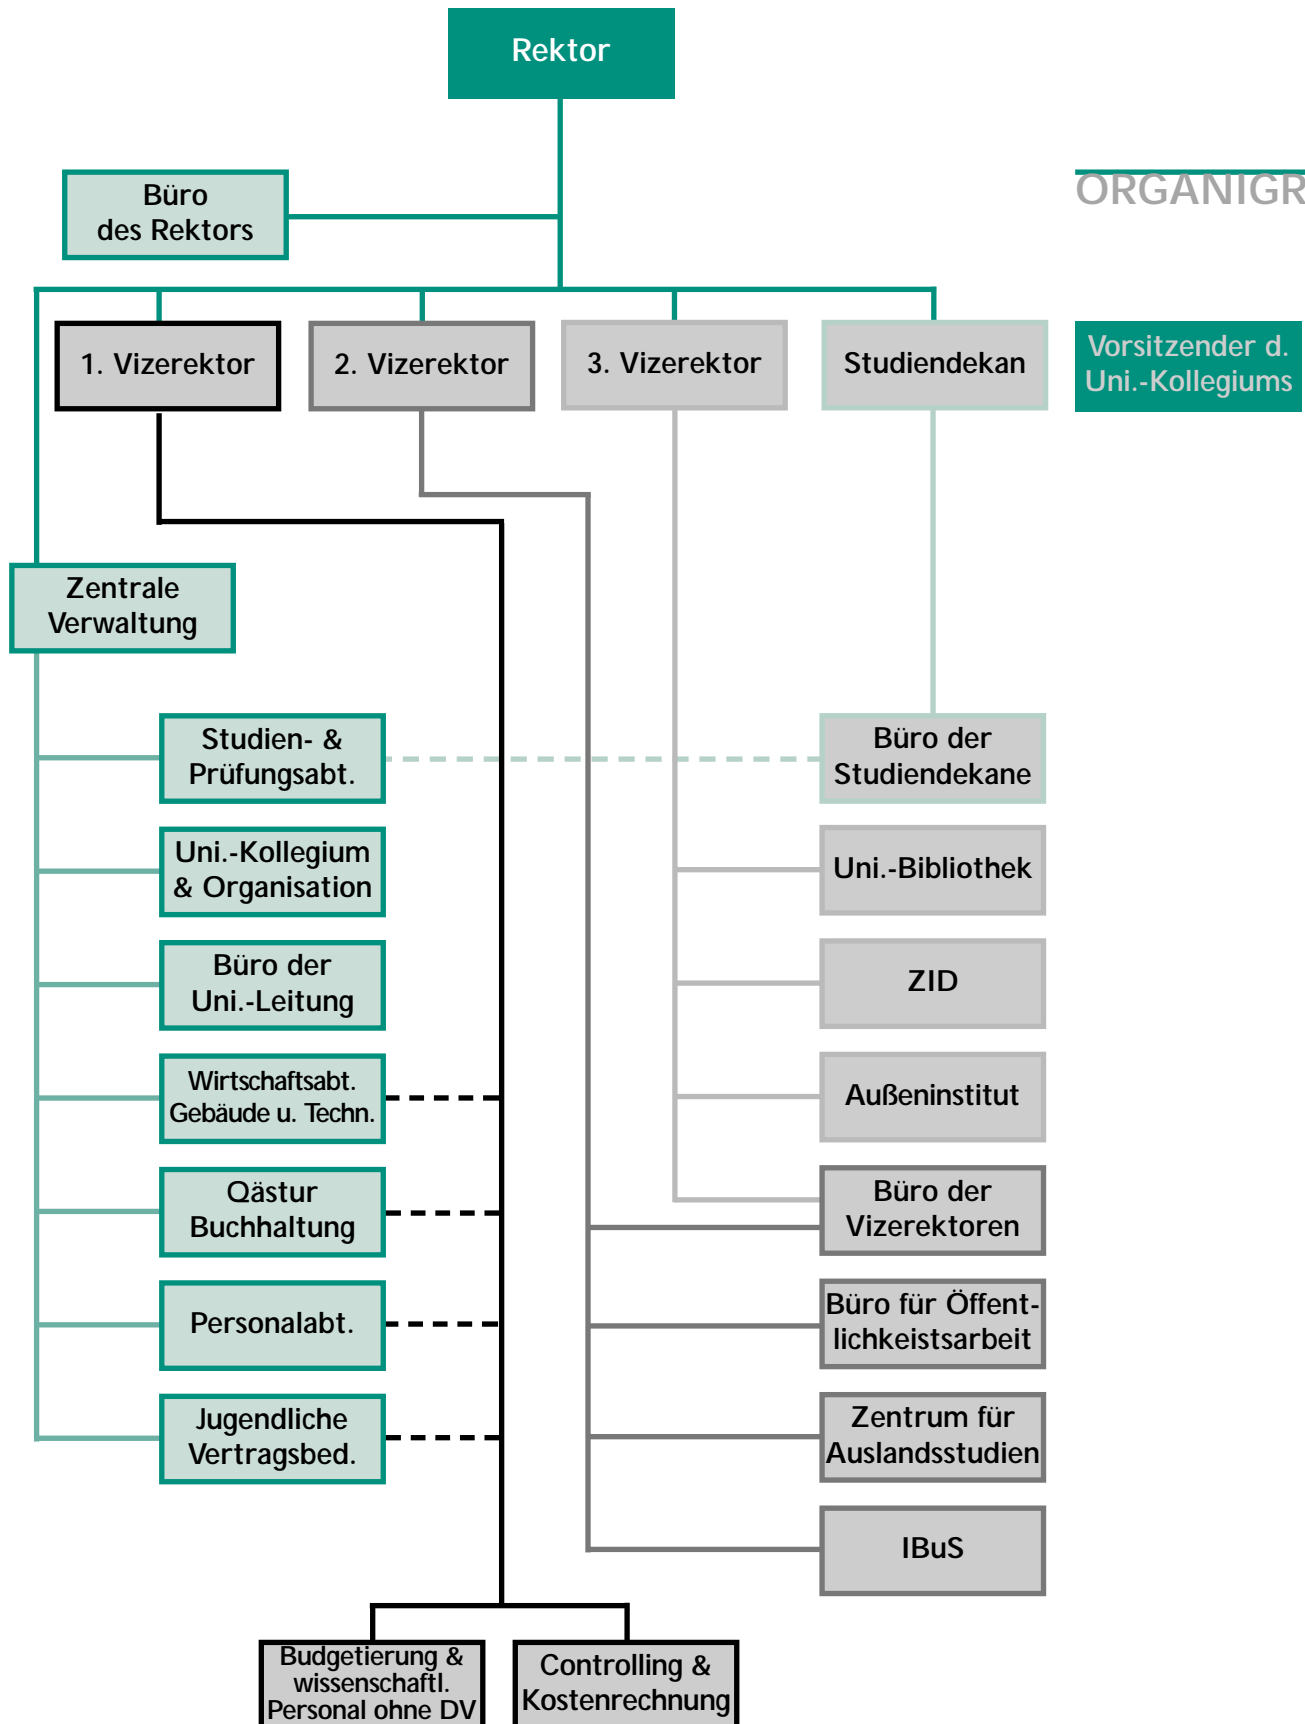 Rektor
Büro
des Rektors
ORGANIGR
1. Vizerektor
2. Vizerektor
3. Vizerektor
Studiendekan
Vorsitzender d.
Uni.-Kollegiums
Zentrale
Verwaltung
Studien- &
Prüfungsabt.
Büro der
Studiendekane
Uni.-Kollegium
& Organisation
Uni.-Bibliothek
Büro der
Uni.-Leitung
ZID
Wirtschaftsabt.
Gebäude u. Techn.
Außeninstitut
Qästur
Buchhaltung
Büro der
Vizerektoren
Personalabt.
Büro für Öffent-
lichkeistsarbeit
Jugendliche
Vertragsbed.
Zentrum für
Auslandsstudien
IBuS
Budgetierung &
wissenschaftl.
Personal ohne DV
Controlling &
Kostenrechnung